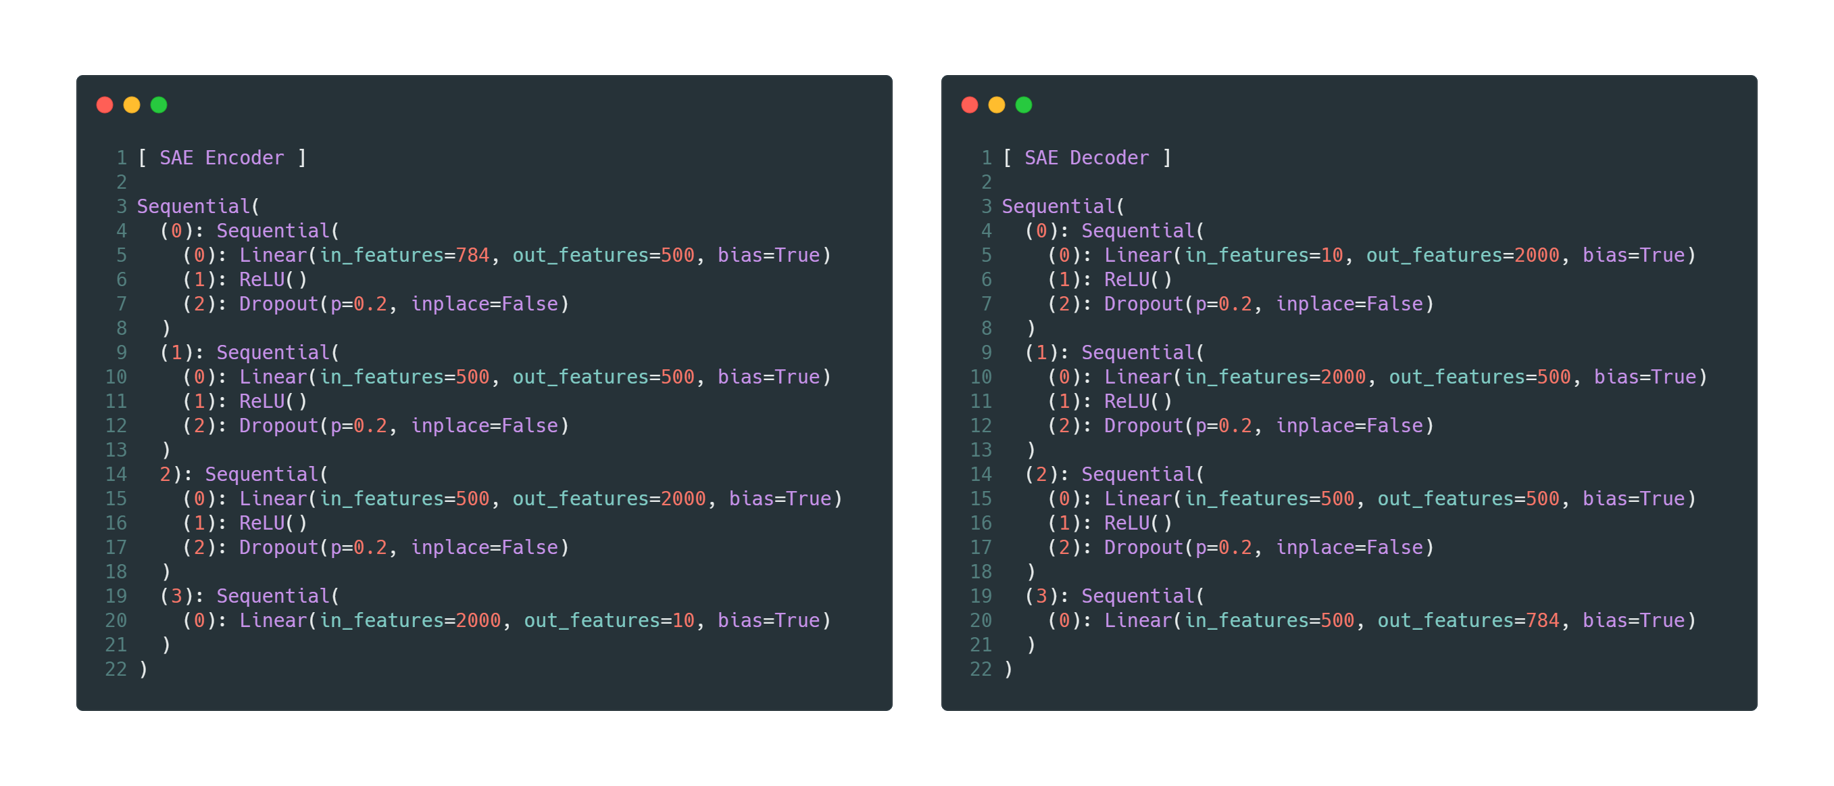 1 [ SAE Encoder ]
2
3 Sequential(
4   (0): Sequential(
5     (0): Linear(in_features=784, out_features=500, bias=True)
6     (1): ReLU()
7     (2): Dropout(p=0.2, inplace=False)
8   )
9   (1): Sequential(
10     (0): Linear(in_features=500, out_features=500, bias=True)
11     (1): ReLU()
12     (2): Dropout(p=0.2, inplace=False)
13   )
14   2): Sequential(
15     (0): Linear(in_features=500, out_features=2000, bias=True)
16     (1): ReLU()
17     (2): Dropout(p=0.2, inplace=False)
18   )
19   (3): Sequential(
20     (0): Linear(in_features=2000, out_features=10, bias=True)
21   )
22 )
1 [ SAE Decoder ]
2
3 Sequential(
4   (0): Sequential(
5     (0): Linear(in_features=10, out_features=2000, bias=True)
6     (1): ReLU()
7     (2): Dropout(p=0.2, inplace=False)
8   )
9   (1): Sequential(
10     (0): Linear(in_features=2000, out_features=500, bias=True)
11     (1): ReLU()
12     (2): Dropout(p=0.2, inplace=False)
13   )
14   (2): Sequential(
15     (0): Linear(in_features=500, out_features=500, bias=True)
16     (1): ReLU()
17     (2): Dropout(p=0.2, inplace=False)
18   )
19   (3): Sequential(
20     (0): Linear(in_features=500, out_features=784, bias=True)
21   )
22 )